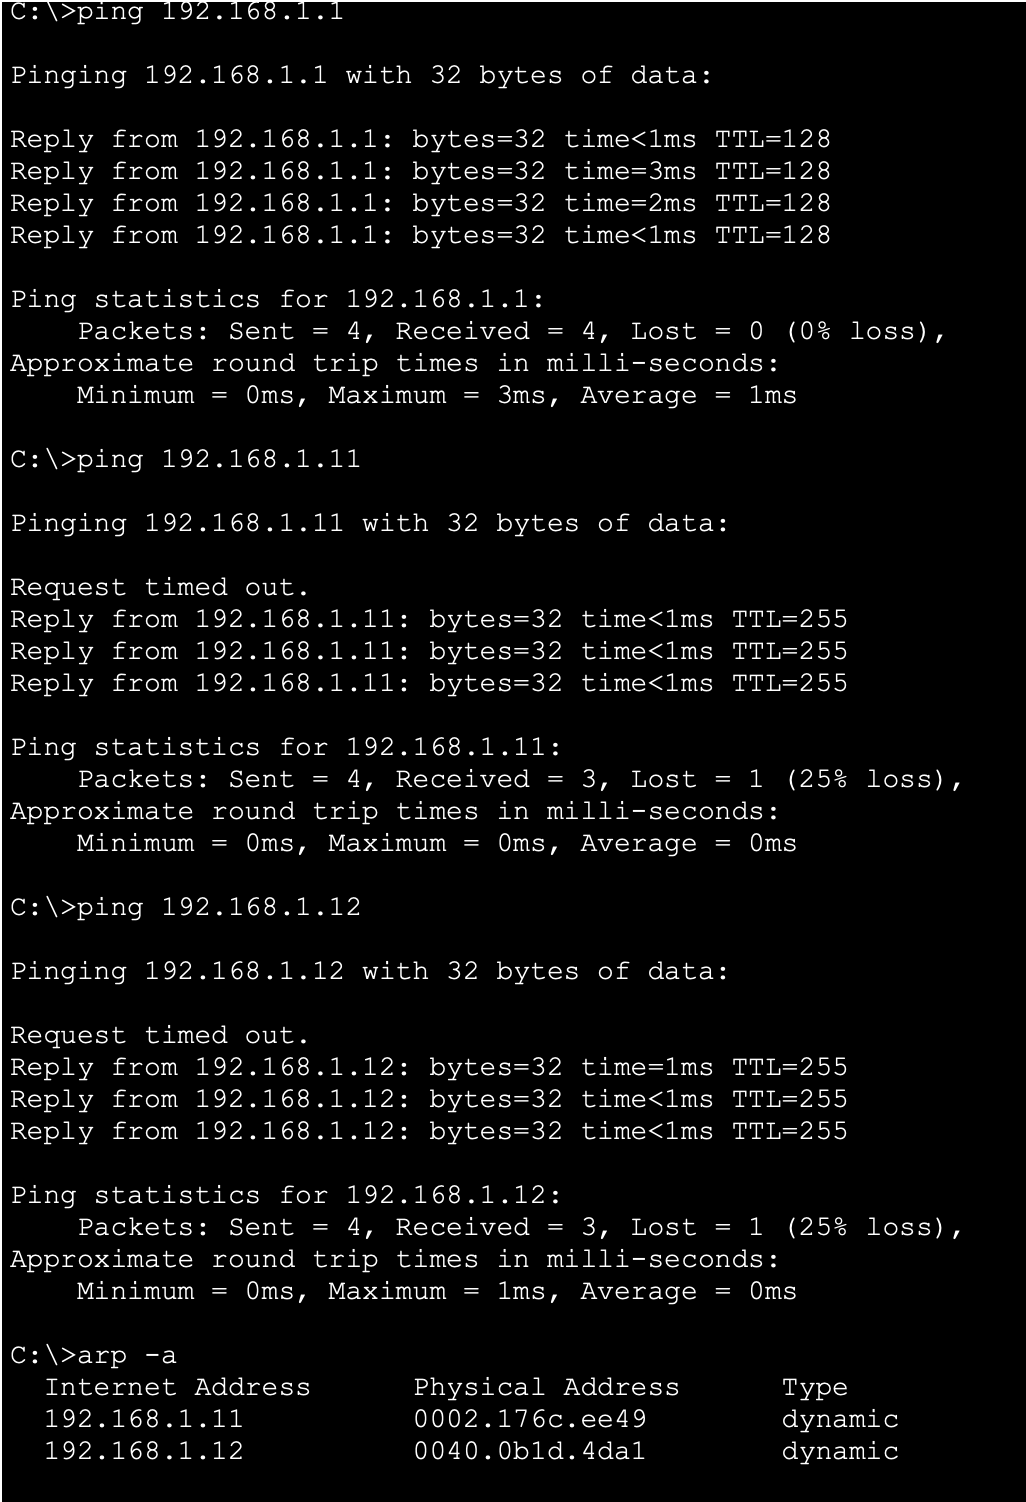 C:\>ping 192.168.1.1
Pinging 192.168.1.1 with 32 bytes of data:
Reply from 192.168.1.1: bytes=32 time<1ms TTL=128
Reply from 192.168.1.1: bytes=32 time=3ms TTL=128
Reply from 192.168.1.1: bytes=32 time=2ms TTL=128
Reply from 192.168.1.1: bytes=32 time<1ms TTL=128
Ping statistics for 192.168.1.1:
    Packets: Sent = 4, Received = 4, Lost = 0 (0% loss),
Approximate round trip times in milli-seconds:
    Minimum = 0ms, Maximum = 3ms, Average = 1ms
C:\>ping 192.168.1.11
Pinging 192.168.1.11 with 32 bytes of data:
Request timed out.
Reply from 192.168.1.11: bytes=32 time<1ms TTL=255
Reply from 192.168.1.11: bytes=32 time<1ms TTL=255
Reply from 192.168.1.11: bytes=32 time<1ms TTL=255
Ping statistics for 192.168.1.11:
    Packets: Sent = 4, Received = 3, Lost = 1 (25% loss),
Approximate round trip times in milli-seconds:
    Minimum = 0ms, Maximum = 0ms, Average = 0ms
C:\>ping 192.168.1.12
Pinging 192.168.1.12 with 32 bytes of data:
Request timed out.
Reply from 192.168.1.12: bytes=32 time=1ms TTL=255
Reply from 192.168.1.12: bytes=32 time<1ms TTL=255
Reply from 192.168.1.12: bytes=32 time<1ms TTL=255
Ping statistics for 192.168.1.12:
    Packets: Sent = 4, Received = 3, Lost = 1 (25% loss),
Approximate round trip times in milli-seconds:
    Minimum = 0ms, Maximum = 1ms, Average = 0ms
C:\>arp -a
  Internet Address      Physical Address      Type
  192.168.1.11          0002.176c.ee49        dynamic
  192.168.1.12          0040.0b1d.4da1        dynamic